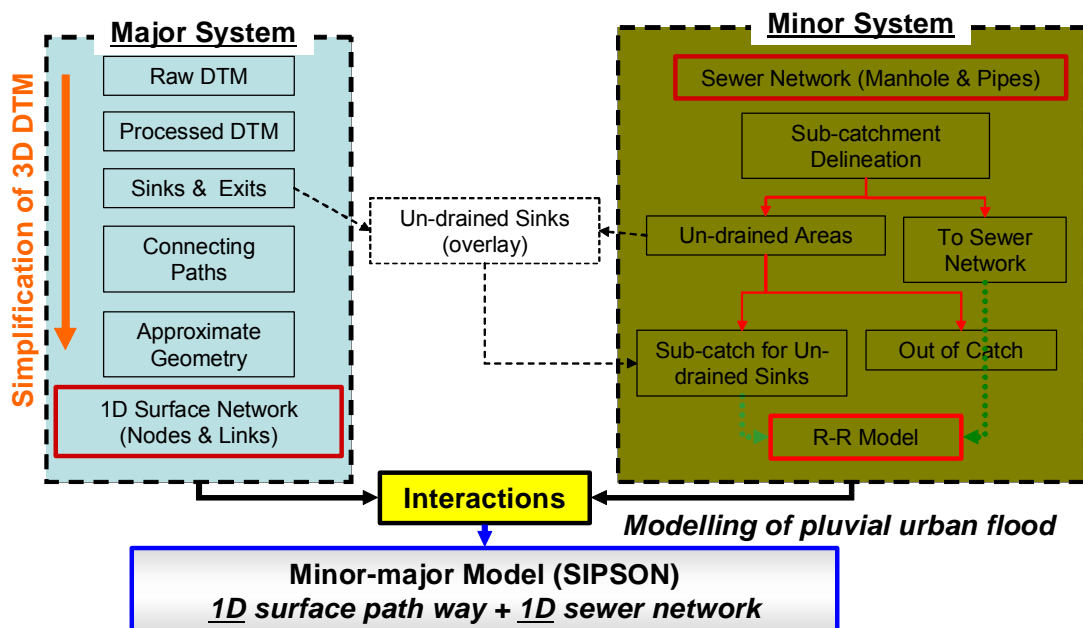 Major System
Raw DTM
Processed DTM
Sinks & Exits
Connecting
Paths
Approximate
Geometry
1D Surface Network
(Nodes & Links)
Simplification of 3D DTM
Un-drained Sinks
(overlay)
Minor System
Sewer Network (Manhole & Pipes)
Sub-catchment
Delineation
Un-drained Areas
To Sewer
Network
Sub-catch for Un-
drained Sinks
Out of Catch
R-R Model
Interactions
Modelling of pluvial urban flood
Minor-major Model (SIPSON)
1D surface path way + 1D sewer network